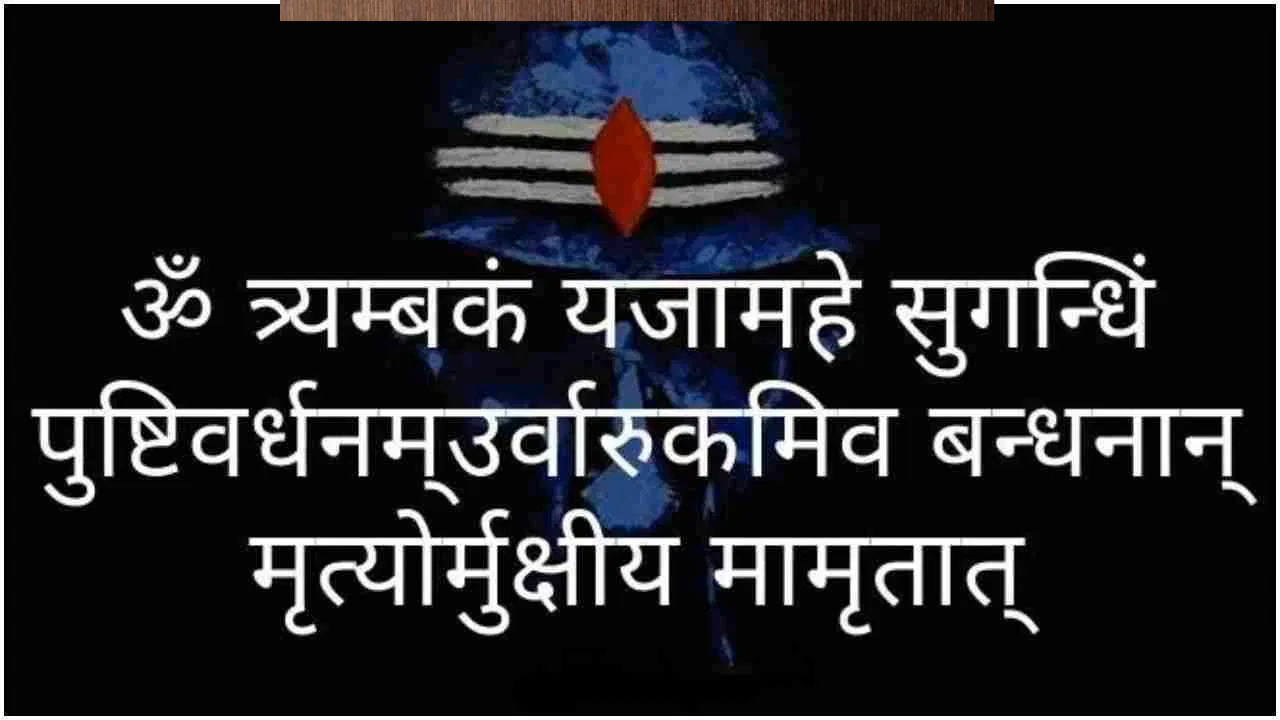 ॐ त्र्यम्बकं यजामहे सुगन्धिं
पुष्टिवर्धनम्उर्वारुकमिव बन्धनान्
मृत्योर्मुक्षीय मामृतात्